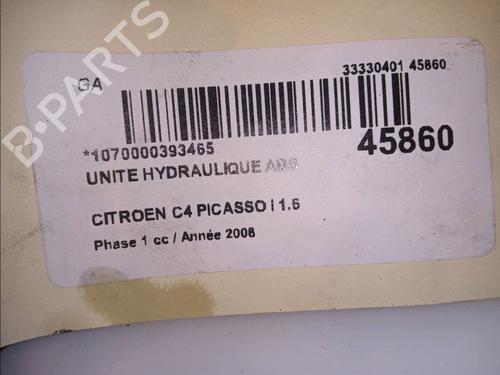 GA
33330401 45860
*1070000393465
45860
UNITE HYDRAULIQUE ABS
CITROEN C4 PICASSO I 1.6
Phase 1 cc / Année 2008
B-PARTS